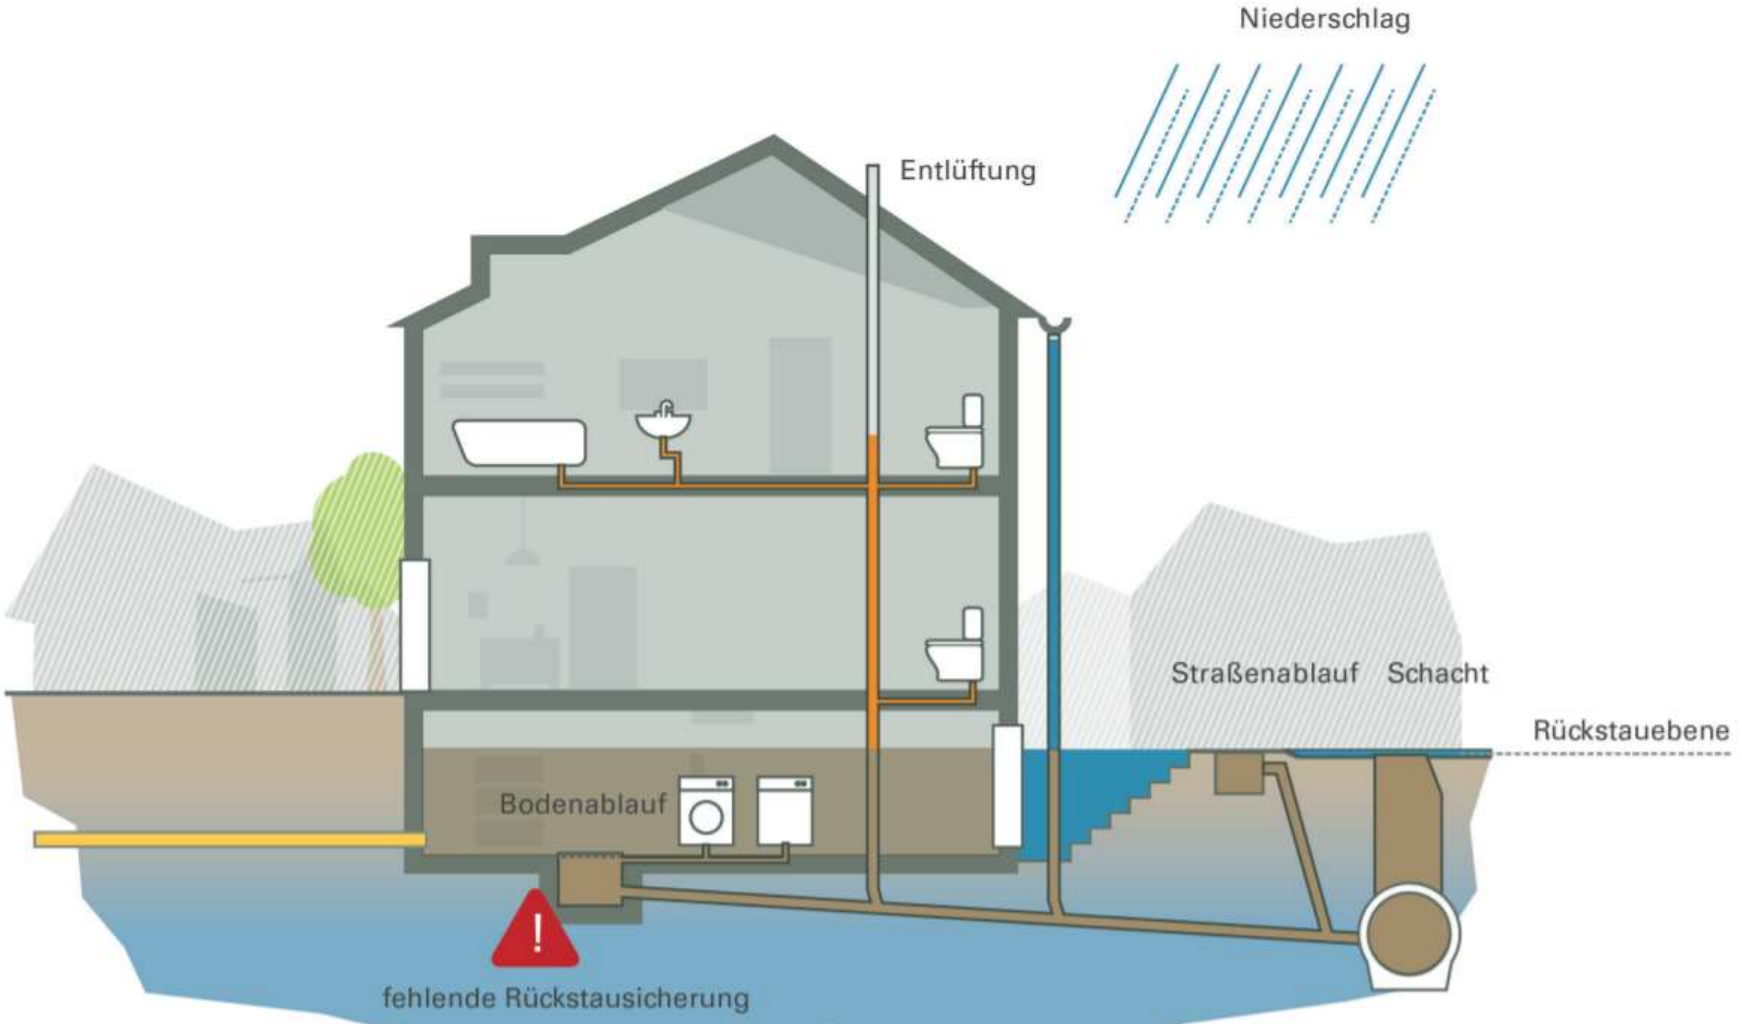 Niederschlag
Entlüftung
Straßenablauf
Schacht
Rückstauebene
Bodenablauf
!
fehlende Rückstausicherung